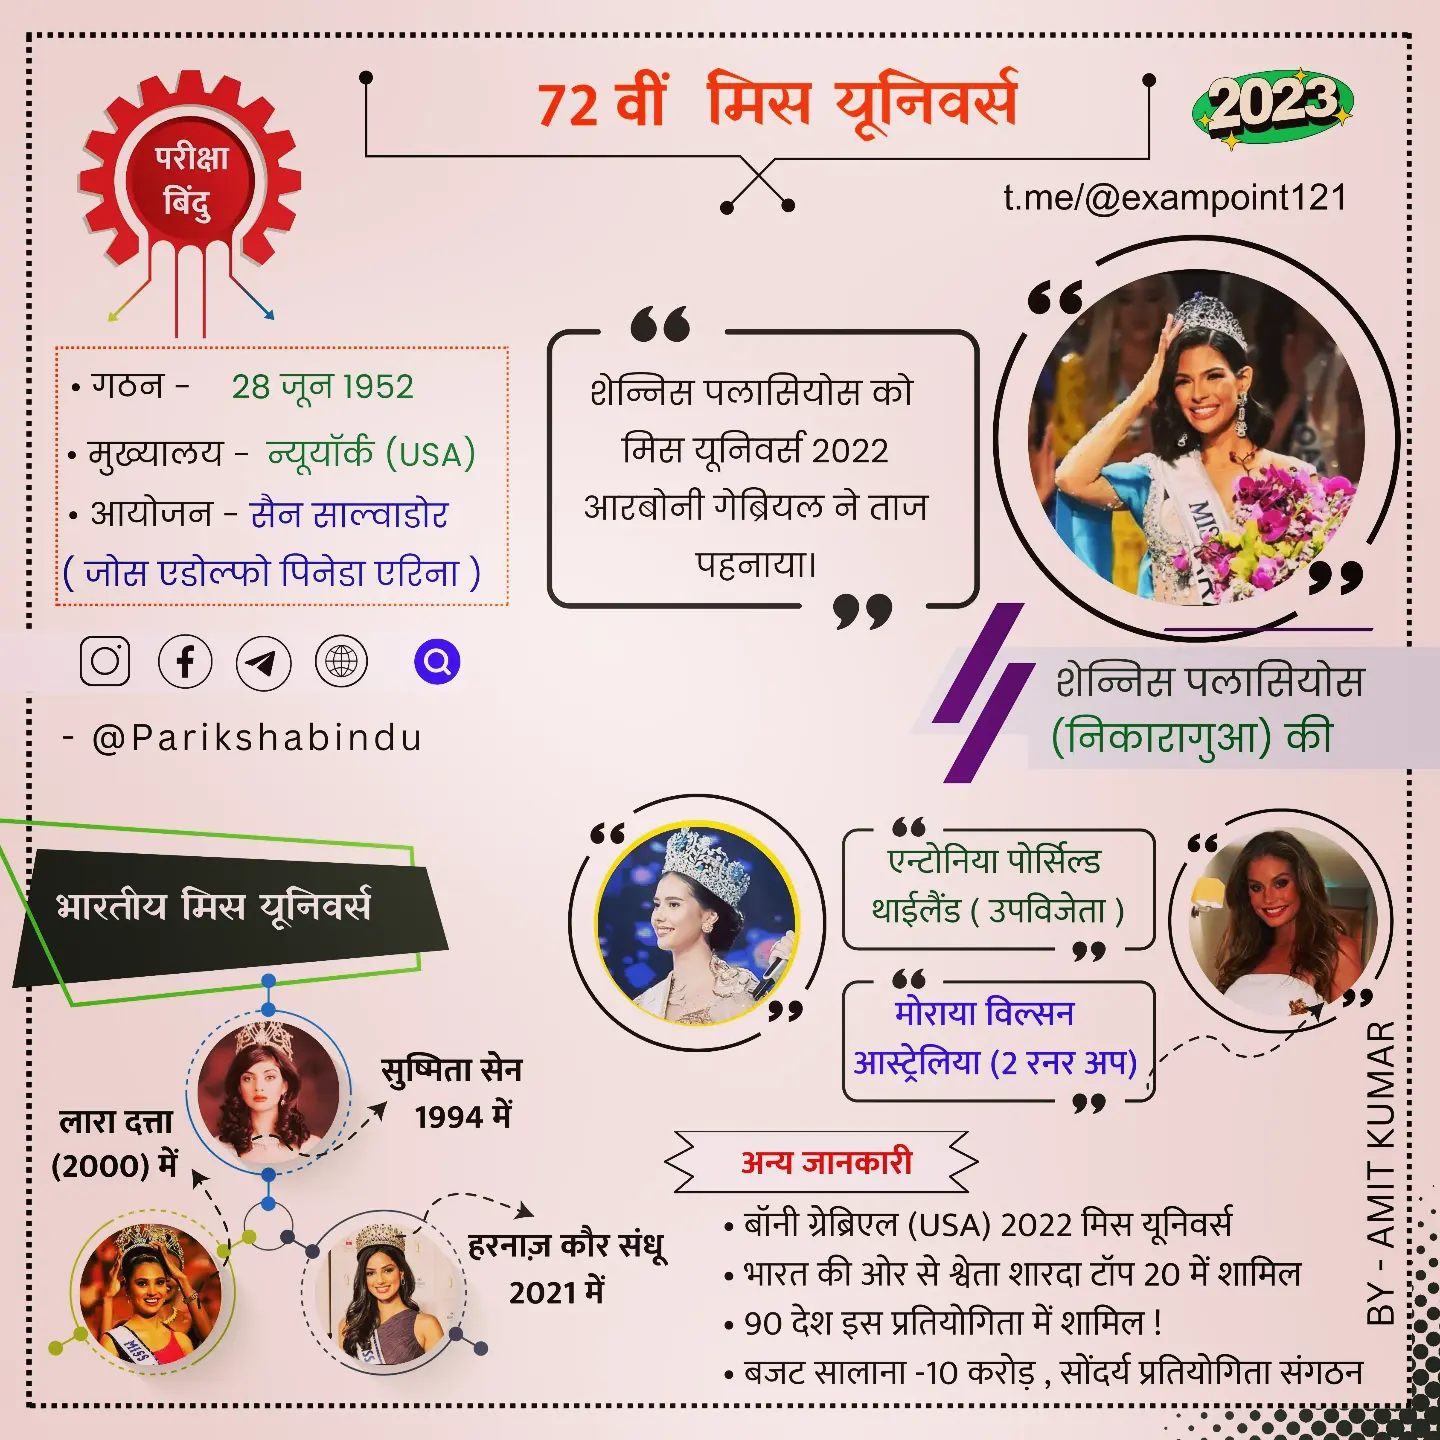 72 वीं मिस यूनिवर्स
2023
परीक्षा
बिंदु
t.me/@exampoint121
• गठन - 28 जून 1952
• मुख्यालय - न्यूयॉर्क (USA)
• आयोजन - सैन साल्वाडोर
( जोस एडोल्फो पिनेडा एरिना )
शेन्निस पलासियोस को
मिस यूनिवर्स 2022
आरबोनी गेब्रियल ने ताज
पहनाया।
शेन्निस पलासियोस
(निकारागुआ) की
- @Parikshabindu
भारतीय मिस यूनिवर्स
सुष्मिता सेन
1994 में
लारा दत्ता
(2000) में
हरनाज़ कौर संधू
2021 में
MISS
एन्टोनिया पोर्सिल्ड
थाईलैंड ( उपविजेता )
मोराया विल्सन
आस्ट्रेलिया (2 रनर अप)
अन्य जानकारी
• बॉनी ग्रेब्रिएल (USA) 2022 मिस यूनिवर्स
• भारत की ओर से श्वेता शारदा टॉप 20 में शामिल
• 90 देश इस प्रतियोगिता में शामिल !
• बजट सालाना -10 करोड़ , सोंदर्य प्रतियोगिता संगठन
BY - AMIT KUMAR